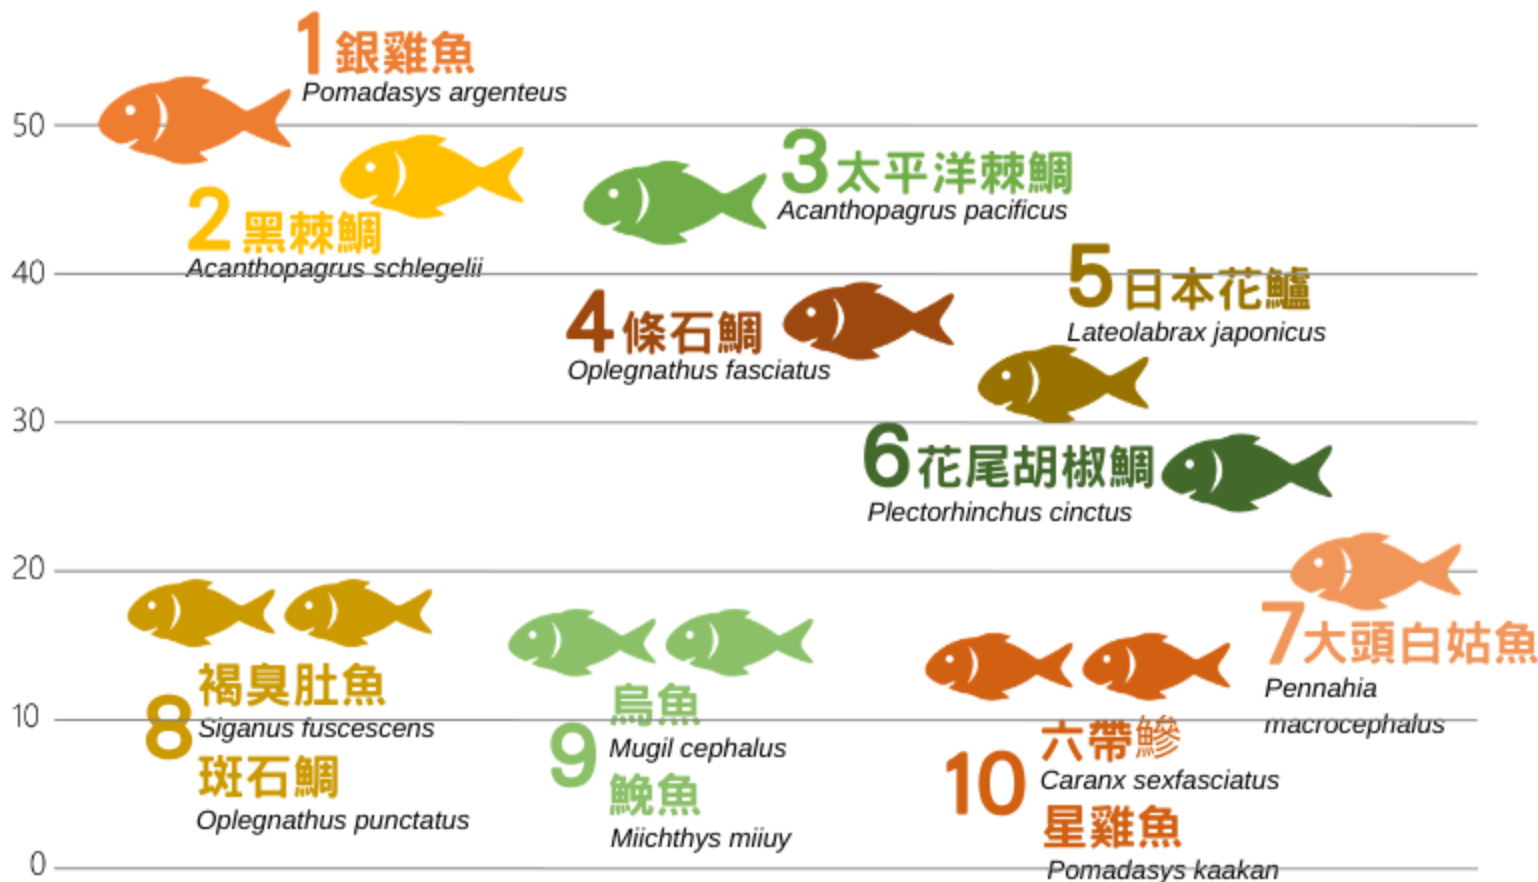 1 銀雞魚
Pomadasys argenteus
50
3 太平洋棘鯛
Acanthopagrus pacificus
2 黑棘鯛
Acanthopagrus schlegelii
40
5 日本花鱸
Lateolabrax japonicus
4 條石鯛
Oplegnathus fasciatus
30
6 花尾胡椒鯛
Plectorhinchus cinctus
20
7 大頭白姑魚
Pennahia
macrocephalus
10
8
褐臭肚魚
Siganus fuscescens
斑石鯛
Oplegnathus punctatus
9
烏魚
Mugil cephalus
鮸魚
Miichthys miiuy
10
六帶鰺
Caranx sexfasciatus
星雞魚
Pomadasys kaakan
0